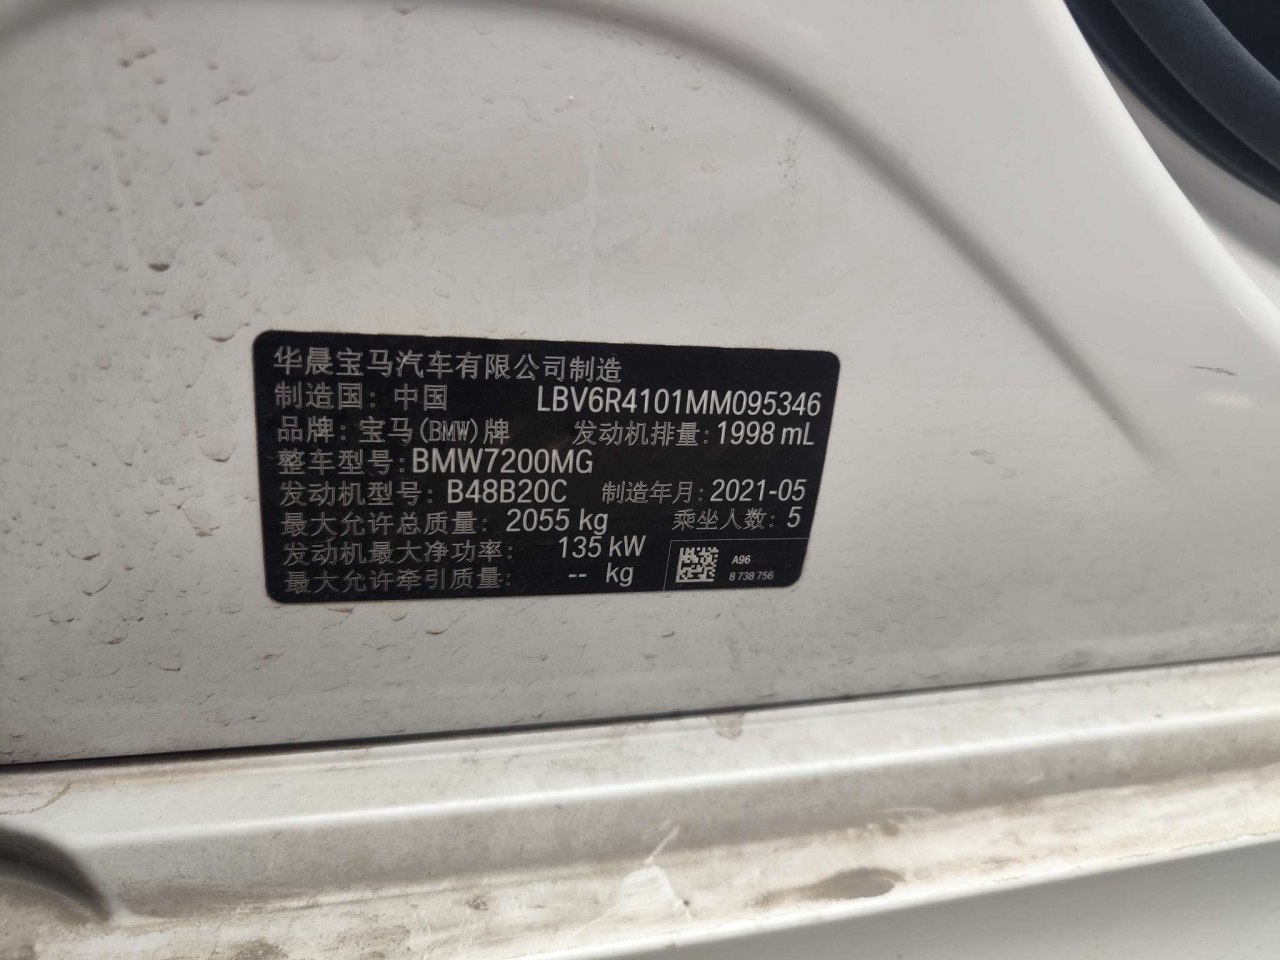 华晨宝马汽车有限公司制造
制造国：中国 LBV6R4101MM095346
品牌：宝马(BMW)牌 发动机排量：1998 mL
整车型号：BMW7200MG
发动机型号：B48B20C 制造年月：2021-05
最大允许总质量：2055 kg 乘坐人数：5
发动机最大净功率：135 kW
最大允许牵引质量：-- kg
A96
8 738 756